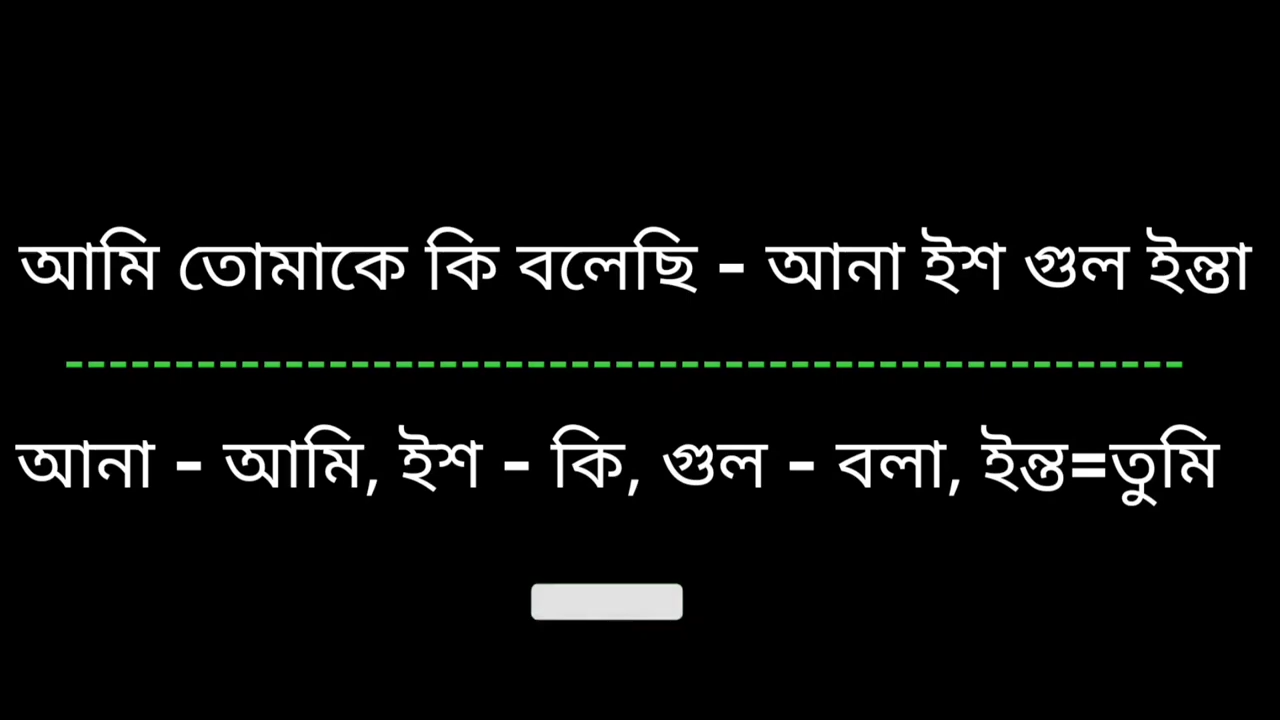 আমি তোমাকে কি বলেছি - আনা ইশ গুল ইন্তা
আনা - আমি, ইশ - কি, গুল - বলা, ইন্ত=তুমি